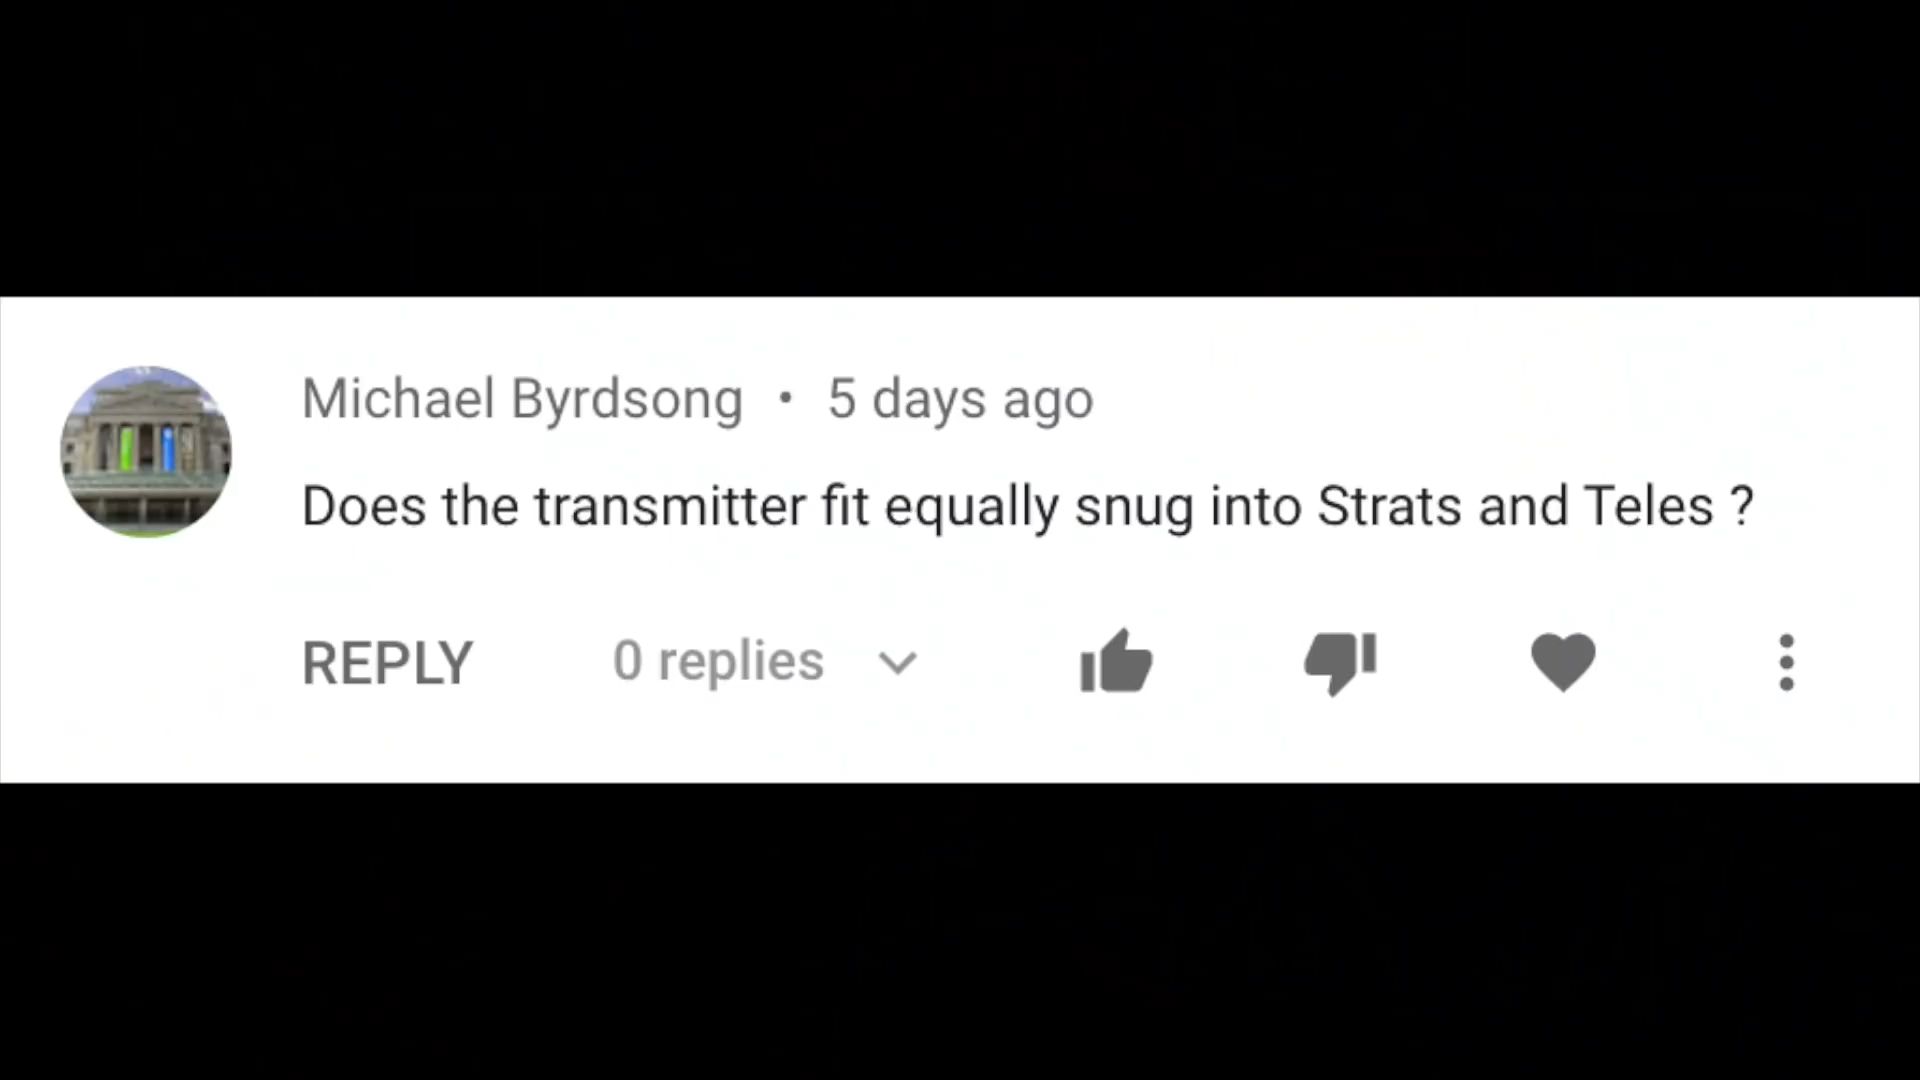 Michael Byrdsong • 5 days ago
Does the transmitter fit equally snug into Strats and Teles ?
REPLY 0 replies